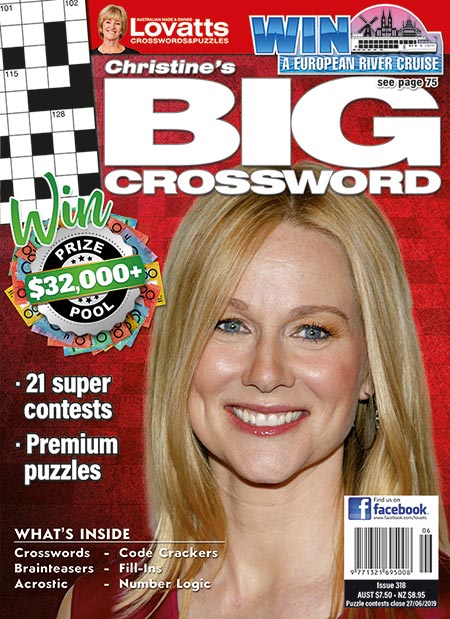 101
102
115
128
AUSTRALIAN MADE & OWNED
Lovatts
CROSSWORDS&PUZZLES
WIN
A EUROPEAN RIVER CRUISE
see page 75
Christine's
BIG
CROSSWORD
Win
PRIZE
$32,000+
POOL
· 21 super
contests
· Premium
puzzles
WHAT'S INSIDE
Crosswords - Code Crackers
Brainteasers - Fill-Ins
Acrostic - Number Logic
Find us on
facebook
www.facebook.com/lovatts
06
9 771321 695008
Issue 318
AUST $7.50 • NZ $8.95
Puzzle contests close 27/06/2019